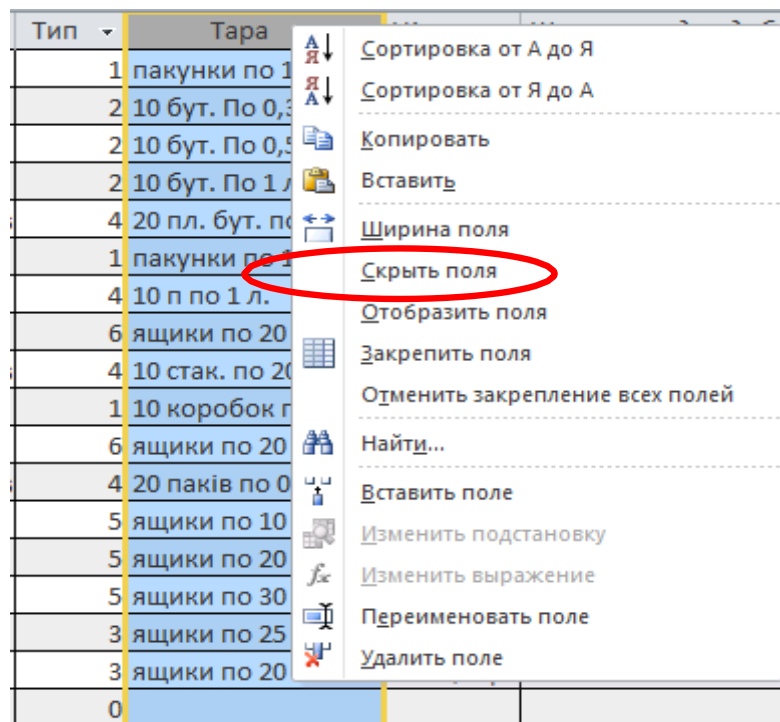 Тип Тара
1 пакунки по 1
2 10 бут. По 0,3
2 10 бут. По 0,5
2 10 бут. По 1 л
4 20 пл. бут. по
1 пакунки по 1
4 10 п по 1 л.
6 ящики по 20
4 10 стак. по 20
1 10 коробок п
6 ящики по 20
4 20 паків по 0
5 ящики по 10
5 ящики по 20
5 ящики по 30
3 ящики по 25
3 ящики по 20
0
Сортировка от А до Я
Сортировка от Я до А
Копировать
Вставить
Ширина поля
Скрыть поля
Отобразить поля
Закрепить поля
Отменить закрепление всех полей
Найти...
Вставить поле
Изменить подстановку
Изменить выражение
Переименовать поле
Удалить поле